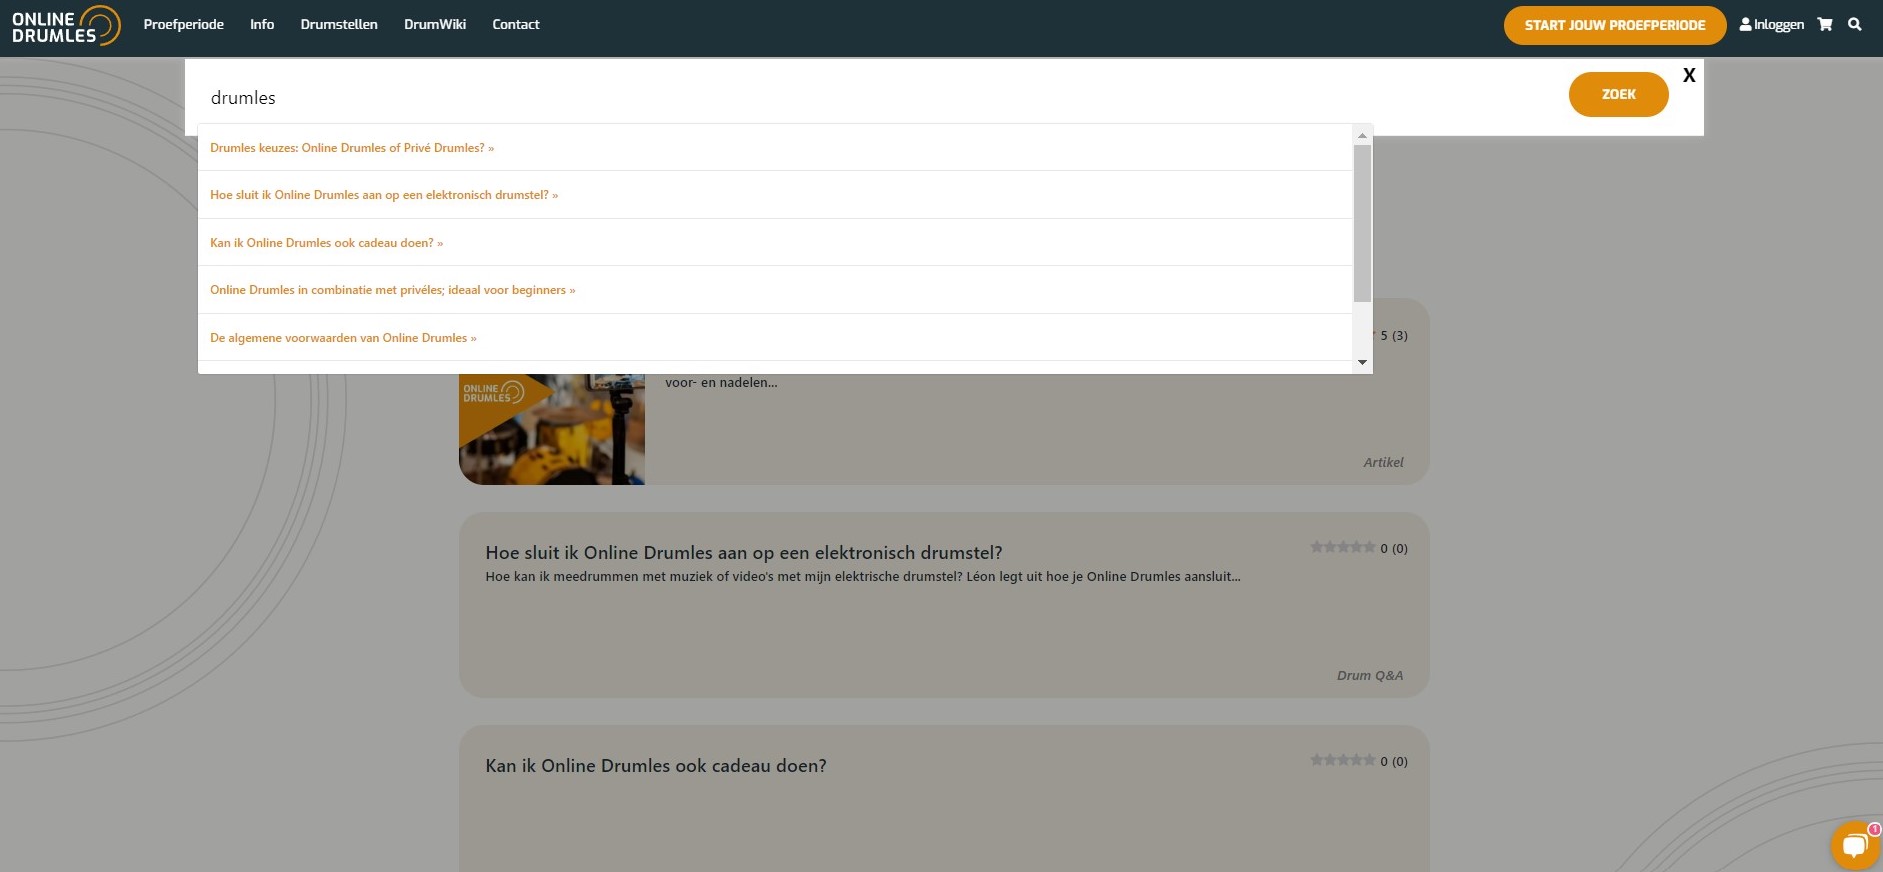 ONLINE
DRUMLES
Proefperiode Info Drumstellen DrumWiki Contact
START JOUW PROEFPERIODE
Inloggen
drumles
ZOEK
X
Drumles keuzes: Online Drumles of Privé Drumles? »
Hoe sluit ik Online Drumles aan op een elektronisch drumstel? »
Kan ik Online Drumles ook cadeau doen? »
Online Drumles in combinatie met privéles; ideaal voor beginners »
De algemene voorwaarden van Online Drumles »
5 (3)
voor- en nadelen...
ONLINE
DRUMLES
Artikel
Hoe sluit ik Online Drumles aan op een elektronisch drumstel?
0 (0)
Hoe kan ik meedrummen met muziek of video's met mijn elektrische drumstel? Léon legt uit hoe je Online Drumles aansluit...
Drum Q&A
Kan ik Online Drumles ook cadeau doen?
0 (0)
1